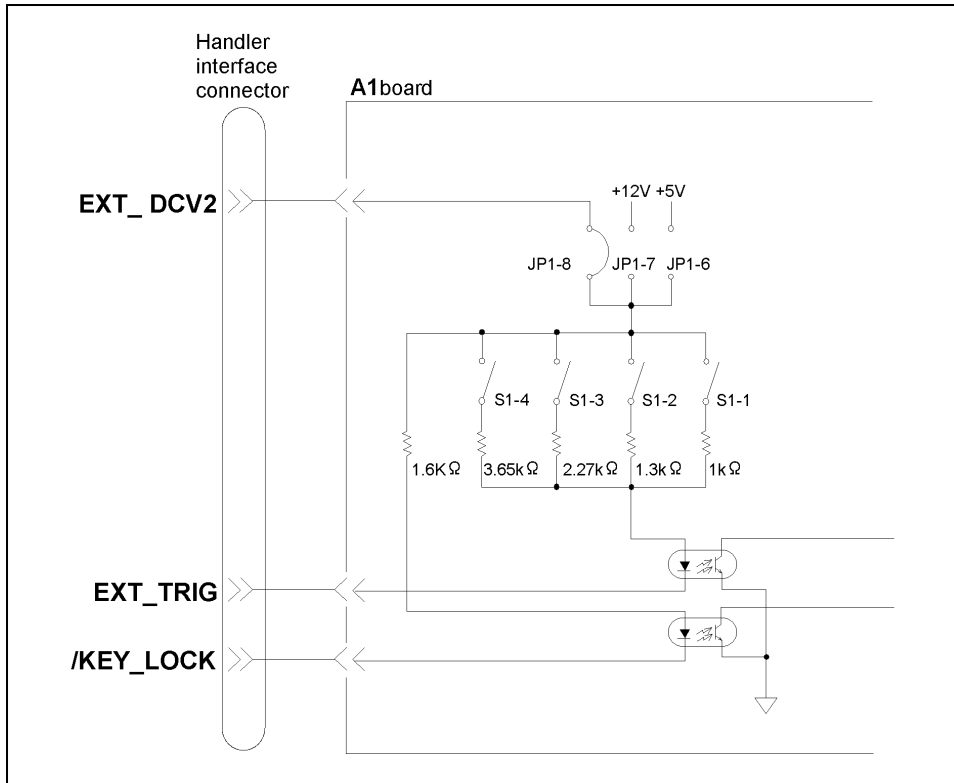 Handler
interface
connector
A1board
EXT_ DCV2
+12V +5V
JP1-8 JP1-7 JP1-6
S1-4 S1-3 S1-2 S1-1
1.6KΩ 3.65kΩ 2.27kΩ 1.3kΩ 1kΩ
EXT_TRIG
/KEY_LOCK